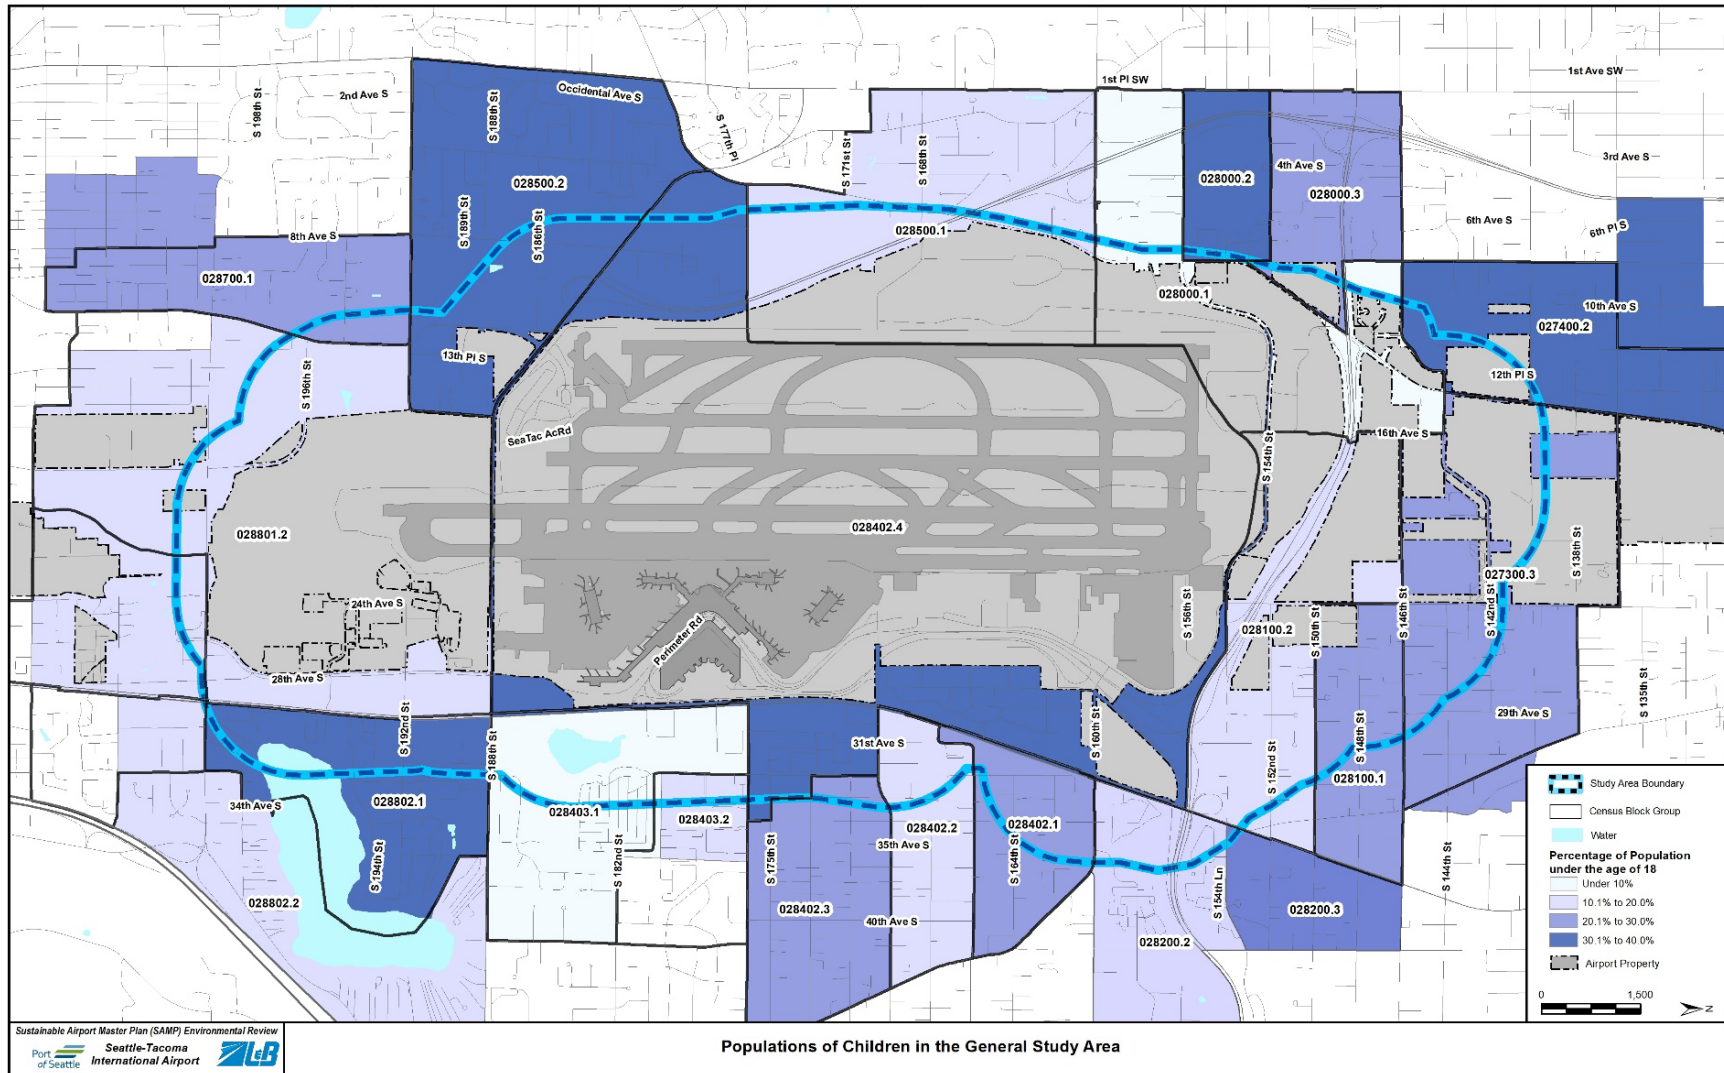 1st Pl SW
1st Ave SW
2nd Ave S
Occidental Ave S
S 198th St
S 188th St
S 177th Pl
S 171st St
S 168th St
3rd Ave S
4th Ave S
028000.2
028000.3
028500.2
S 189th St
S 186th St
6th Ave S
6th Pl S
8th Ave S
028500.1
028700.1
028000.1
10th Ave S
027400.2
13th Pl S
S 196th St
12th Pl S
SeaTac AcRd
16th Ave S
S 154th St
028801.2
028402.4
S 138th St
027300.3
24th Ave S
S 156th St
S 142nd St
S 146th St
S 150th St
028100.2
Perimeter Rd
28th Ave S
S 135th St
29th Ave S
S 192nd St
S 188th St
31st Ave S
S 160th St
S 152nd St
S 148th St
028100.1
34th Ave S
028802.1
028403.1
028403.2
028402.2
028402.1
35th Ave S
S 194th St
S 182nd St
S 175th St
S 164th St
S 154th Ln
S 144th St
028802.2
028402.3
40th Ave S
028200.3
028200.2
Study Area Boundary
Census Block Group
Water
Percentage of Population
under the age of 18
Under 10%
10.1% to 20.0%
20.1% to 30.0%
30.1% to 40.0%
Airport Property
0 1,500
N
Sustainable Airport Master Plan (SAMP) Environmental Review
Port
of Seattle
Seattle-Tacoma
International Airport
L&B
Populations of Children in the General Study Area